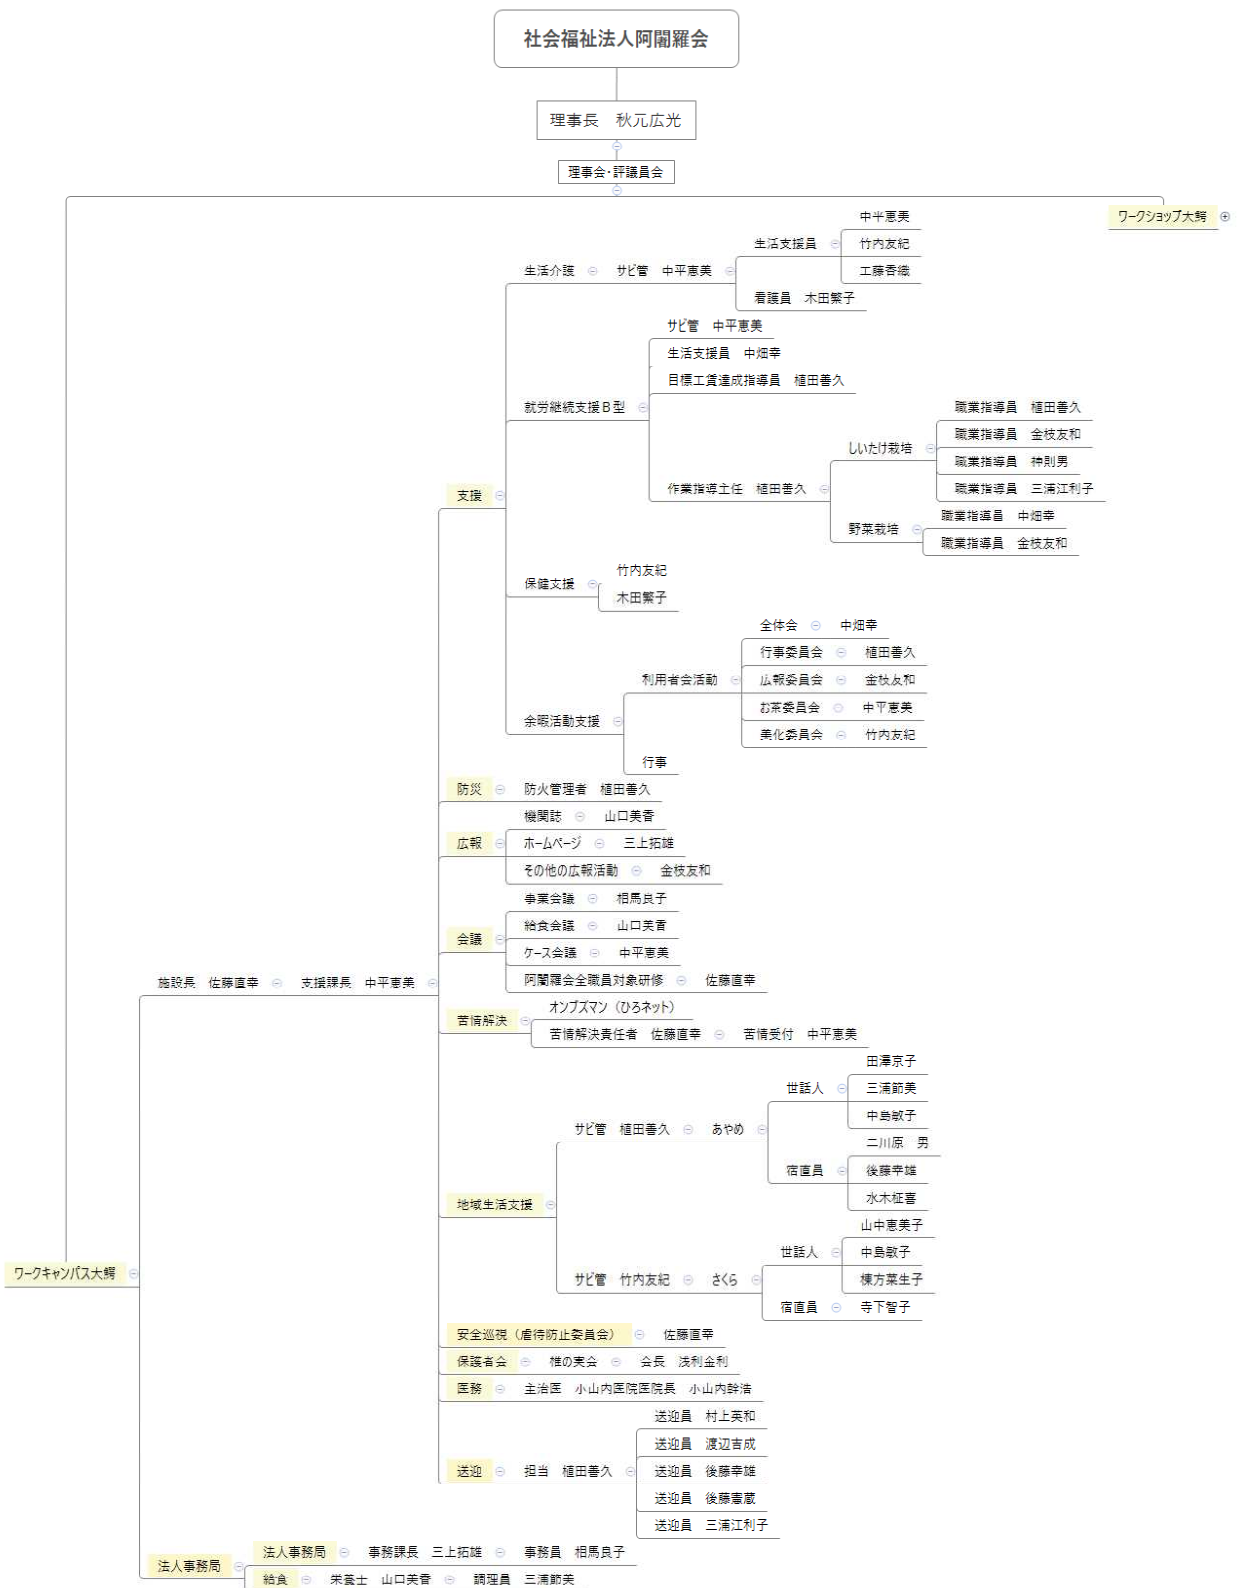 社会福祉法人阿闍羅会
理事長　秋元広光
理事会・評議員会
ワークショップ大鰐
中平恵美
生活支援員
竹内友紀
生活介護
サビ管　中平恵美
工藤香織
看護員　木田繁子
サビ管　中平恵美
生活支援員　中畑幸
目標工賃達成指導員　植田善久
就労継続支援Ｂ型
職業指導員　植田善久
職業指導員　金枝友和
しいたけ栽培
職業指導員　神則男
支援
作業指導主任　植田善久
職業指導員　三浦江利子
職業指導員　中畑幸
野菜栽培
職業指導員　金枝友和
竹内友紀
保健支援
木田繁子
全体会
中畑幸
行事委員会
植田善久
利用者会活動
広報委員会
金枝友和
お茶委員会
中平恵美
余暇活動支援
美化委員会
竹内友紀
行事
防災
防火管理者　植田善久
機関誌
山口美香
広報
ホームページ
三上拓雄
その他の広報活動
金枝友和
事業会議
相馬良子
給食会議
山口美香
会議
ケース会議
中平恵美
施設長　佐藤直幸
支援課長　中平恵美
阿闍羅会全職員対象研修
佐藤直幸
オンブズマン（ひろネット）
苦情解決
苦情解決責任者　佐藤直幸
苦情受付　中平恵美
田澤京子
世話人
三浦節美
中島敏子
サビ管　植田善久
あやめ
二川原　男
宿直員
後藤幸雄
水木柾喜
地域生活支援
山中恵美子
世話人
中島敏子
ワークキャンパス大鰐
サビ管　竹内友紀
さくら
棟方菜生子
宿直員
寺下智子
安全巡視（虐待防止委員会）
佐藤直幸
保護者会
椎の実会
会長　浅利金利
医務
主治医　小山内医院医院長　小山内幹浩
送迎員　村上英和
送迎員　渡辺吉成
送迎
担当　植田善久
送迎員　後藤幸雄
送迎員　後藤憲蔵
送迎員　三浦江利子
法人事務局
法人事務局
事務課長　三上拓雄
事務員　相馬良子
給食
栄養士　山口美香
調理員　三浦節美